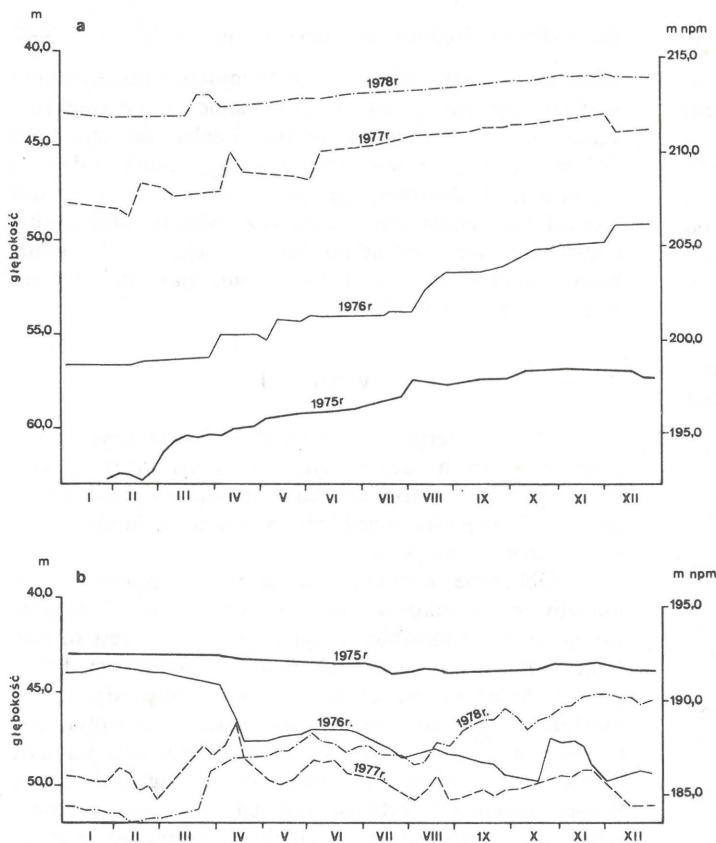 m
a
m npm
40,0
215,0
1978r
45,0
1977r
210,0
głębokość
50,0
205,0
1976r
55,0
200,0
1975r
60,0
195,0
I II III IV V VI VII VIII IX X XI XII
m
b
m npm
40,0
195,0
1975r
głębokość
45,0
190,0
1976r.
1978r.
1977r.
50,0
185,0
I II III IV V VI VII VIII IX X XI XII